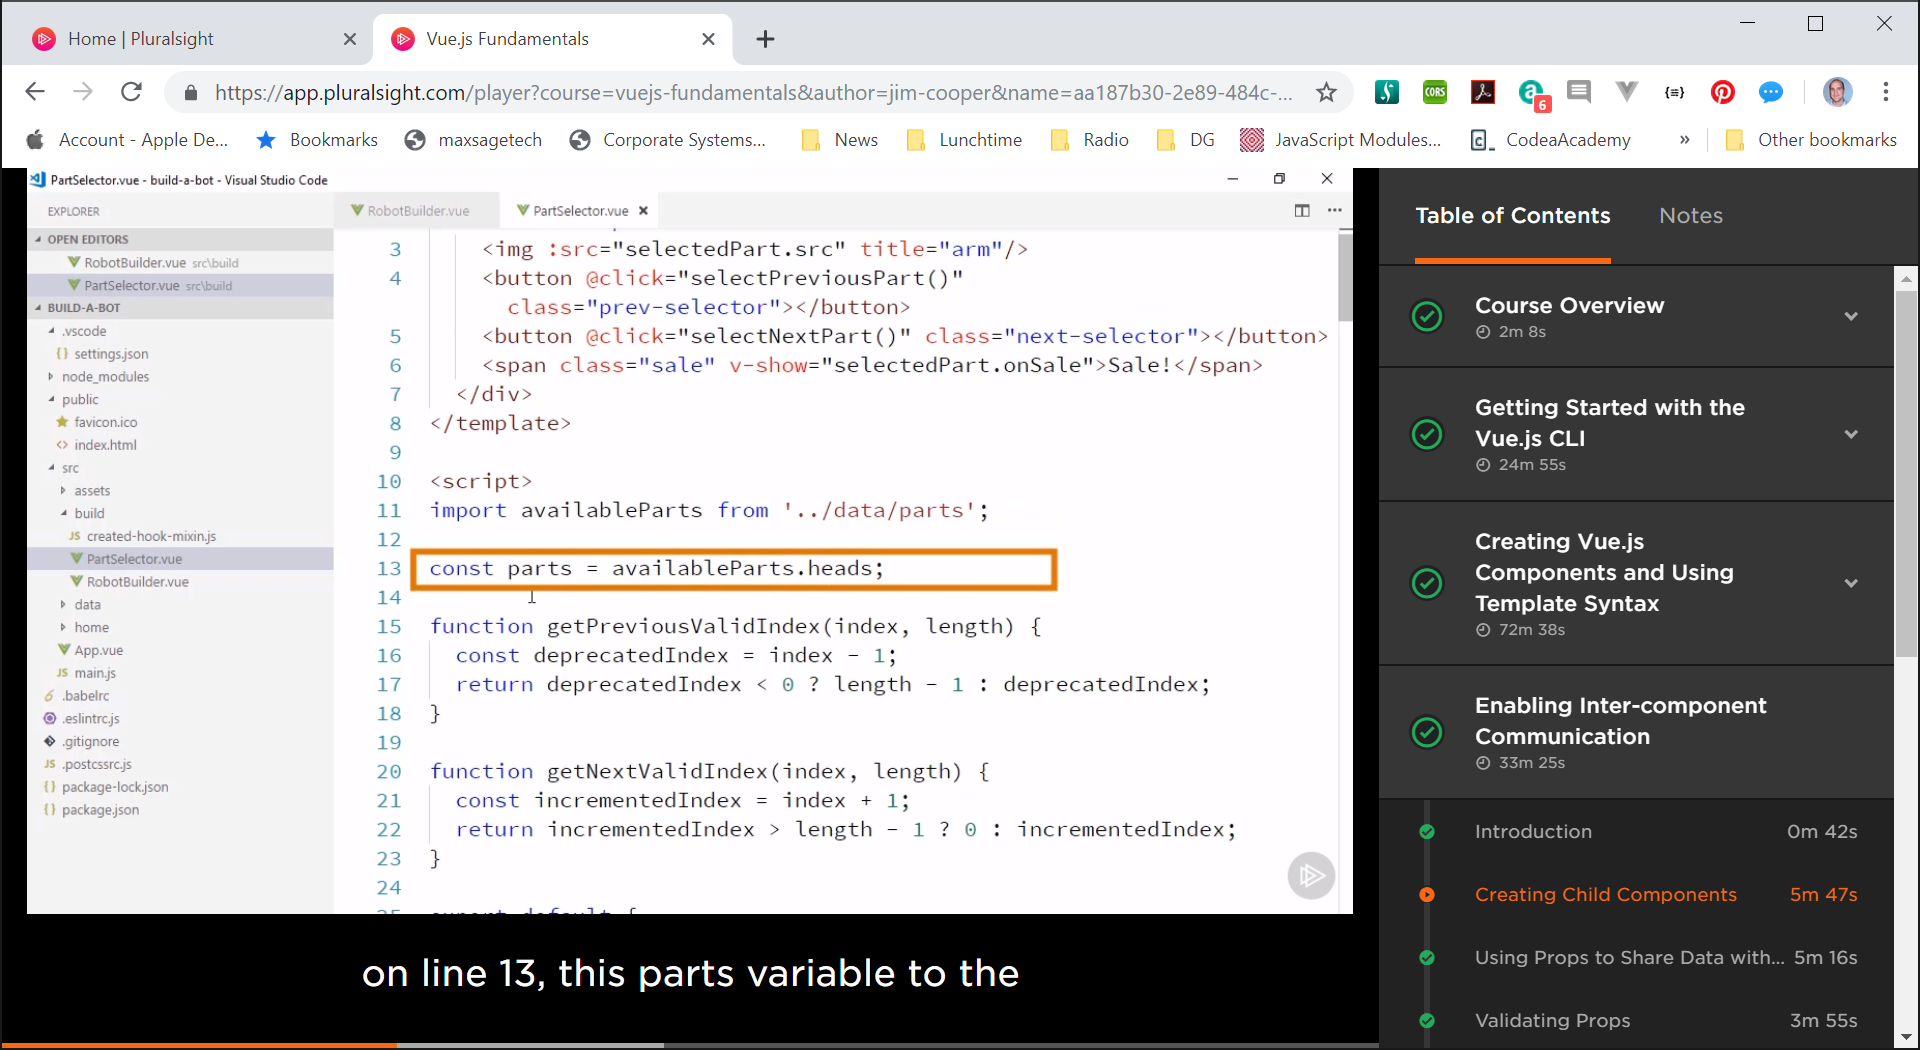 Home | Pluralsight
Vue.js Fundamentals
https://app.pluralsight.com/player?course=vuejs-fundamentals&author=jim-cooper&name=aa187b30-2e89-484c-...
CORS
6
{≡}
Account - Apple De...
Bookmarks
maxsagetech
Corporate Systems...
News
Lunchtime
Radio
DG
JavaScript Modules...
CodeaAcademy
»
Other bookmarks
PartSelector.vue - build-a-bot - Visual Studio Code
EXPLORER
OPEN EDITORS
RobotBuilder.vue src\build
PartSelector.vue src\build
BUILD-A-BOT
.vscode
{} settings.json
node_modules
public
favicon.ico
<> index.html
src
assets
build
JS created-hook-mixin.js
PartSelector.vue
RobotBuilder.vue
data
home
App.vue
JS main.js
.babelrc
.eslintrc.js
.gitignore
JS .postcssrc.js
{} package-lock.json
{} package.json
RobotBuilder.vue
PartSelector.vue
3 <img :src="selectedPart.src" title="arm"/>
4 <button @click="selectPreviousPart()"
class="prev-selector"></button>
5 <button @click="selectNextPart()" class="next-selector"></button>
6 <span class="sale" v-show="selectedPart.onSale">Sale!</span>
7 </div>
8 </template>
9
10 <script>
11 import availableParts from '../data/parts';
12
13 const parts = availableParts.heads;
14
15 function getPreviousValidIndex(index, length) {
16 const deprecatedIndex = index - 1;
17 return deprecatedIndex < 0 ? length - 1 : deprecatedIndex;
18 }
19
20 function getNextValidIndex(index, length) {
21 const incrementedIndex = index + 1;
22 return incrementedIndex > length - 1 ? 0 : incrementedIndex;
23 }
24
25 export default {
on line 13, this parts variable to the
Table of Contents
Notes
Course Overview
2m 8s
Getting Started with the
Vue.js CLI
24m 55s
Creating Vue.js
Components and Using
Template Syntax
72m 38s
Enabling Inter-component
Communication
33m 25s
Introduction 0m 42s
Creating Child Components 5m 47s
Using Props to Share Data with... 5m 16s
Validating Props 3m 55s